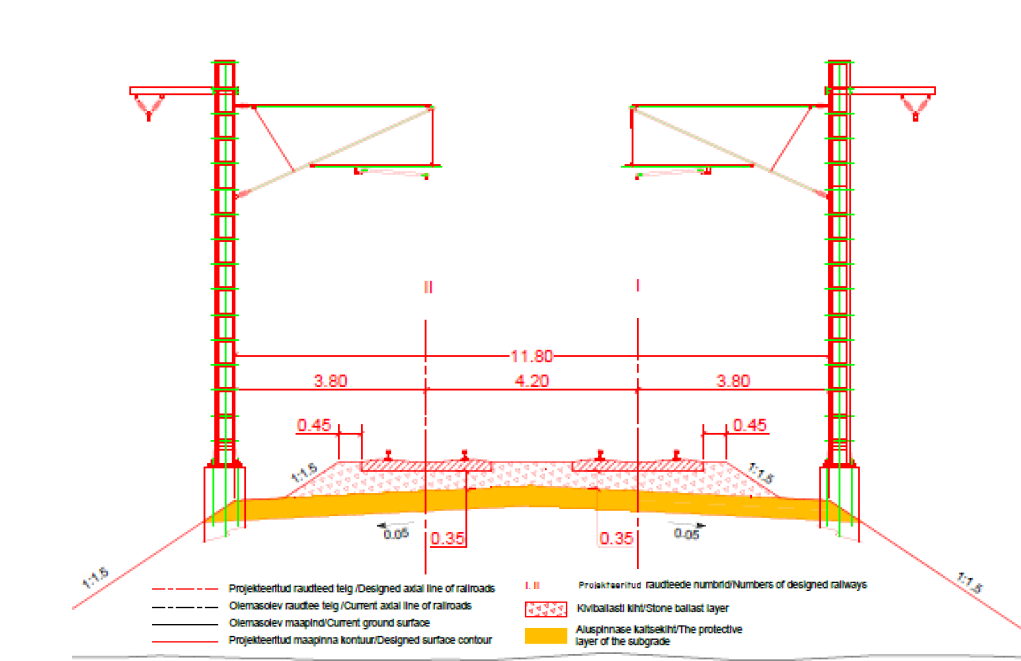 II I
11.80
3.80 4.20 3.80
0.45 0.45
1:1.5 1:1.5
0.05 0.35 0.35 0.05
1:1.5 1:1.5
Projekteeritud raudteed telg /Designed axial line of railroads
Olemasolev raudtee telg /Current axial line of railroads
Olemasolev maapind/Current ground surface
Projekteeritud maapinna kontuur/Designed surface contour
I. II Projekteeritud raudteede numbrid/Numbers of designed railways
Kiviballasti kiht/Stone ballast layer
Aluspinnase kaitsekiht/The protective
layer of the subgrade